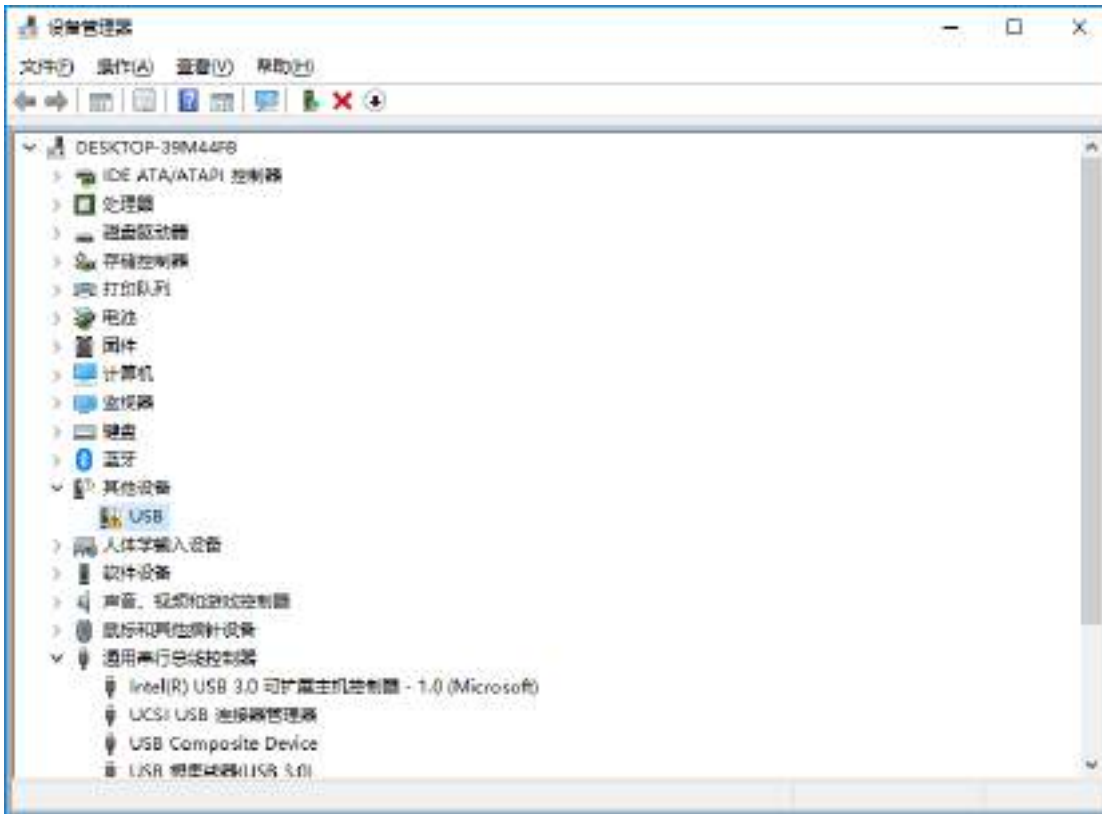 设备管理器
文件(F) 操作(A) 查看(V) 帮助(H)
DESKTOP-39M44FB
IDE ATA/ATAPI 控制器
处理器
磁盘驱动器
存储控制器
打印队列
电池
固件
计算机
监视器
键盘
蓝牙
其他设备
USB
人体学输入设备
软件设备
声音、视频和游戏控制器
鼠标和其他指针设备
通用串行总线控制器
Intel(R) USB 3.0 可扩展主机控制器 - 1.0 (Microsoft)
UCSI USB 连接器管理器
USB Composite Device
USB 根集线器(USB 3.0)